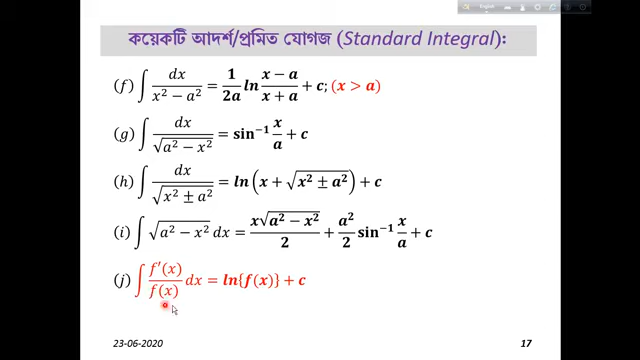 কয়েকটি আদর্শ/প্রমিত যোগজ (Standard Integral):
(f) ∫ dx / (x² − a²) = 1/(2a) ln (x − a)/(x + a) + c; (x > a)
(g) ∫ dx / √(a² − x²) = sin⁻¹ x/a + c
(h) ∫ dx / √(x² ± a²) = ln (x + √(x² ± a²)) + c
(i) ∫ √(a² − x²) dx = x√(a² − x²)/2 + a²/2 sin⁻¹ x/a + c
(j) ∫ f′(x)/f(x) dx = ln{f(x)} + c
23-06-2020
17